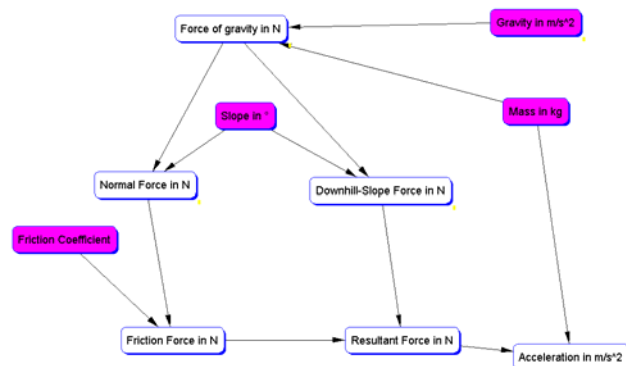 Gravity in m/s^2
Force of gravity in N
Mass in kg
Slope in °
Normal Force in N
Downhill-Slope Force in N
Friction Coefficient
Friction Force in N
Resultant Force in N
Acceleration in m/s^2